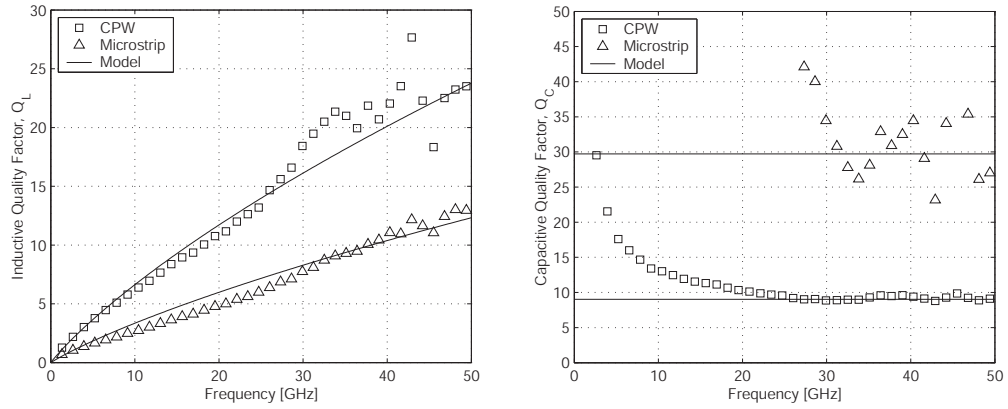 30
25
20
15
10
5
0
Inductive Quality Factor, Q_L
CPW
Microstrip
Model
0 10 20 30 40 50
Frequency [GHz]
50
45
40
35
30
25
20
15
10
5
0
Capacitive Quality Factor, Q_C
CPW
Microstrip
Model
0 10 20 30 40 50
Frequency [GHz]